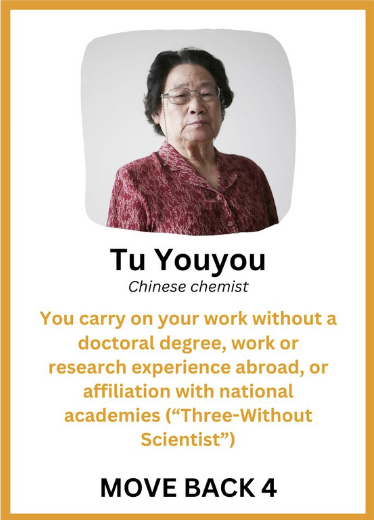 Tu Youyou
Chinese chemist
You carry on your work without a
doctoral degree, work or
research experience abroad, or
affiliation with national
academies (“Three-Without
Scientist”)
MOVE BACK 4